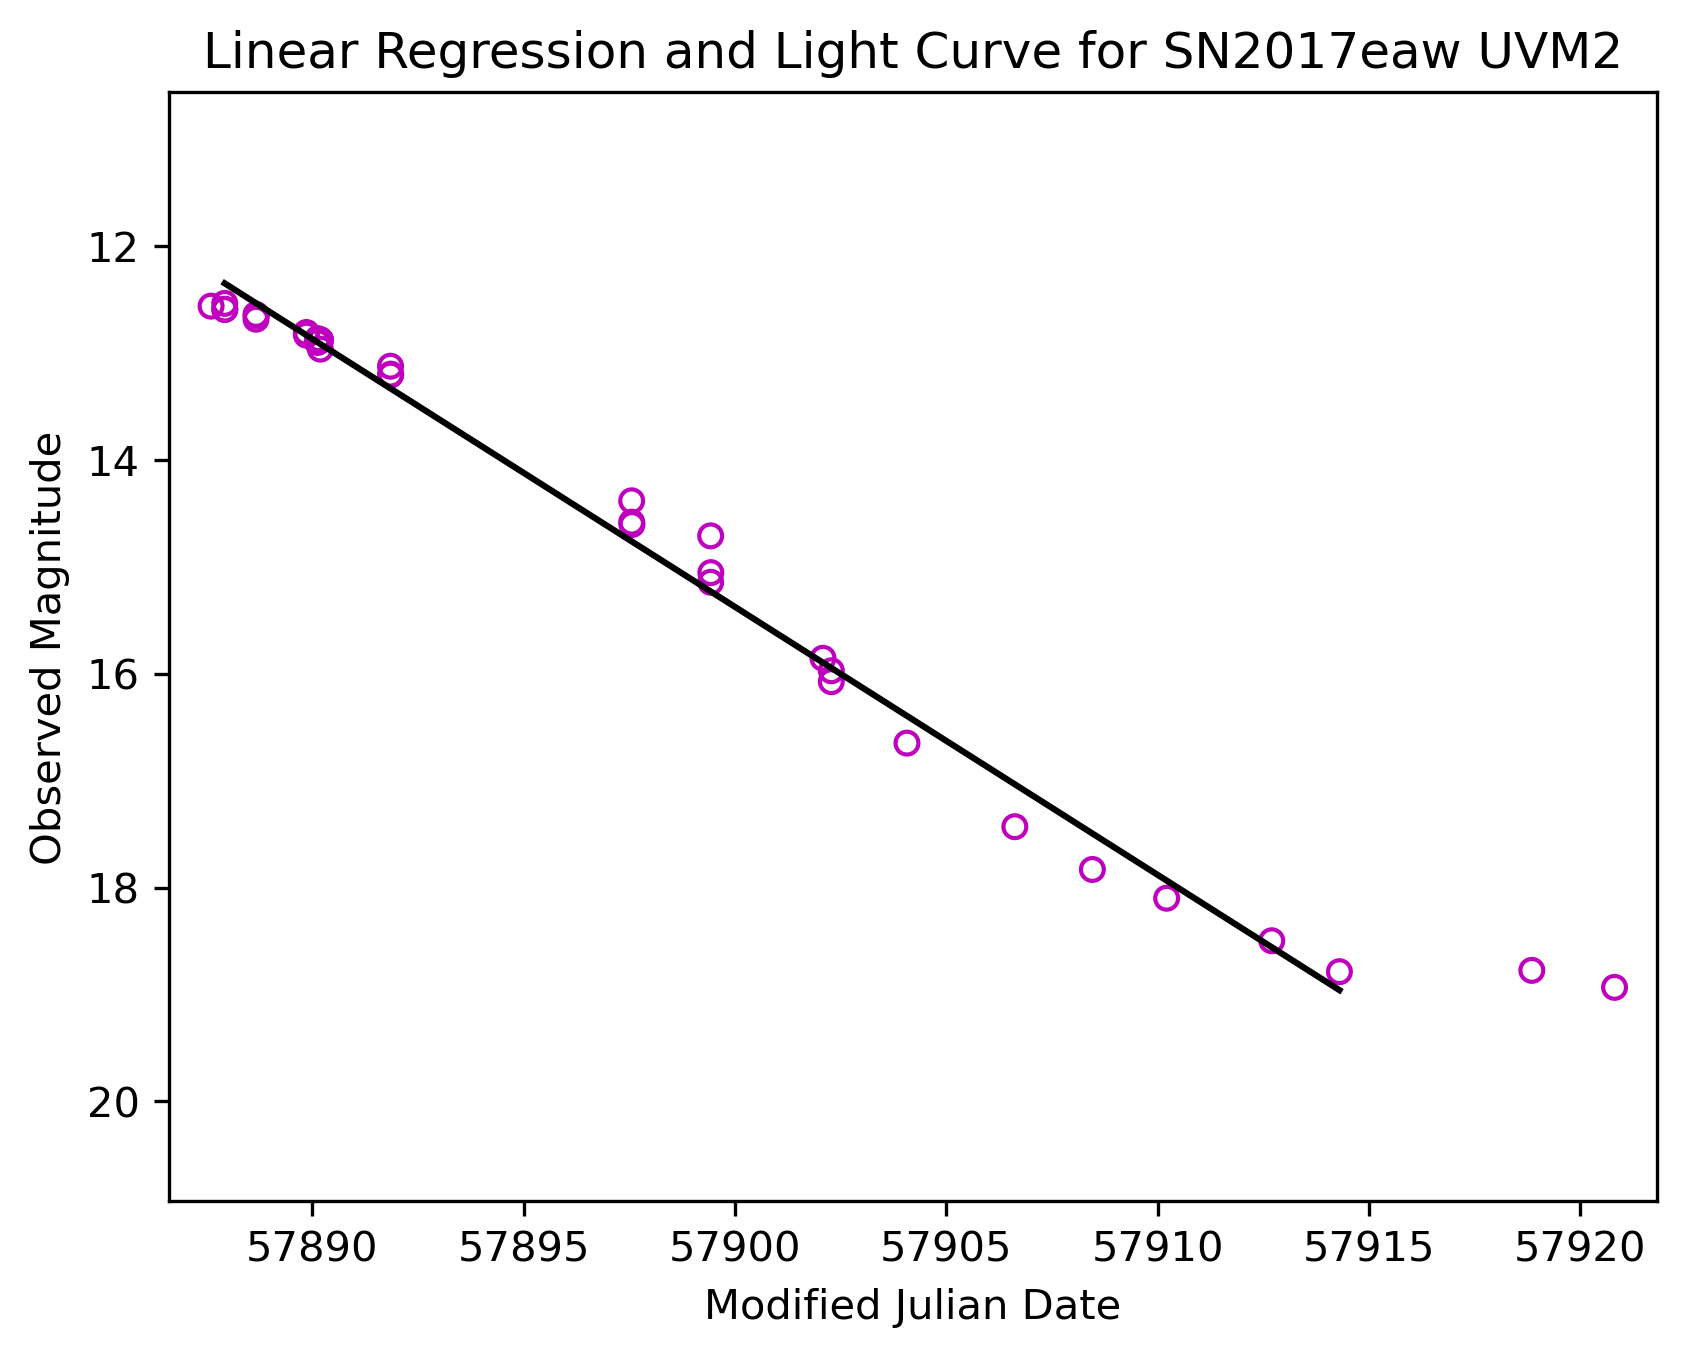 Linear Regression and Light Curve for SN2017eaw UVM2
12
14
16
18
20
Observed Magnitude
57890 57895 57900 57905 57910 57915 57920
Modified Julian Date